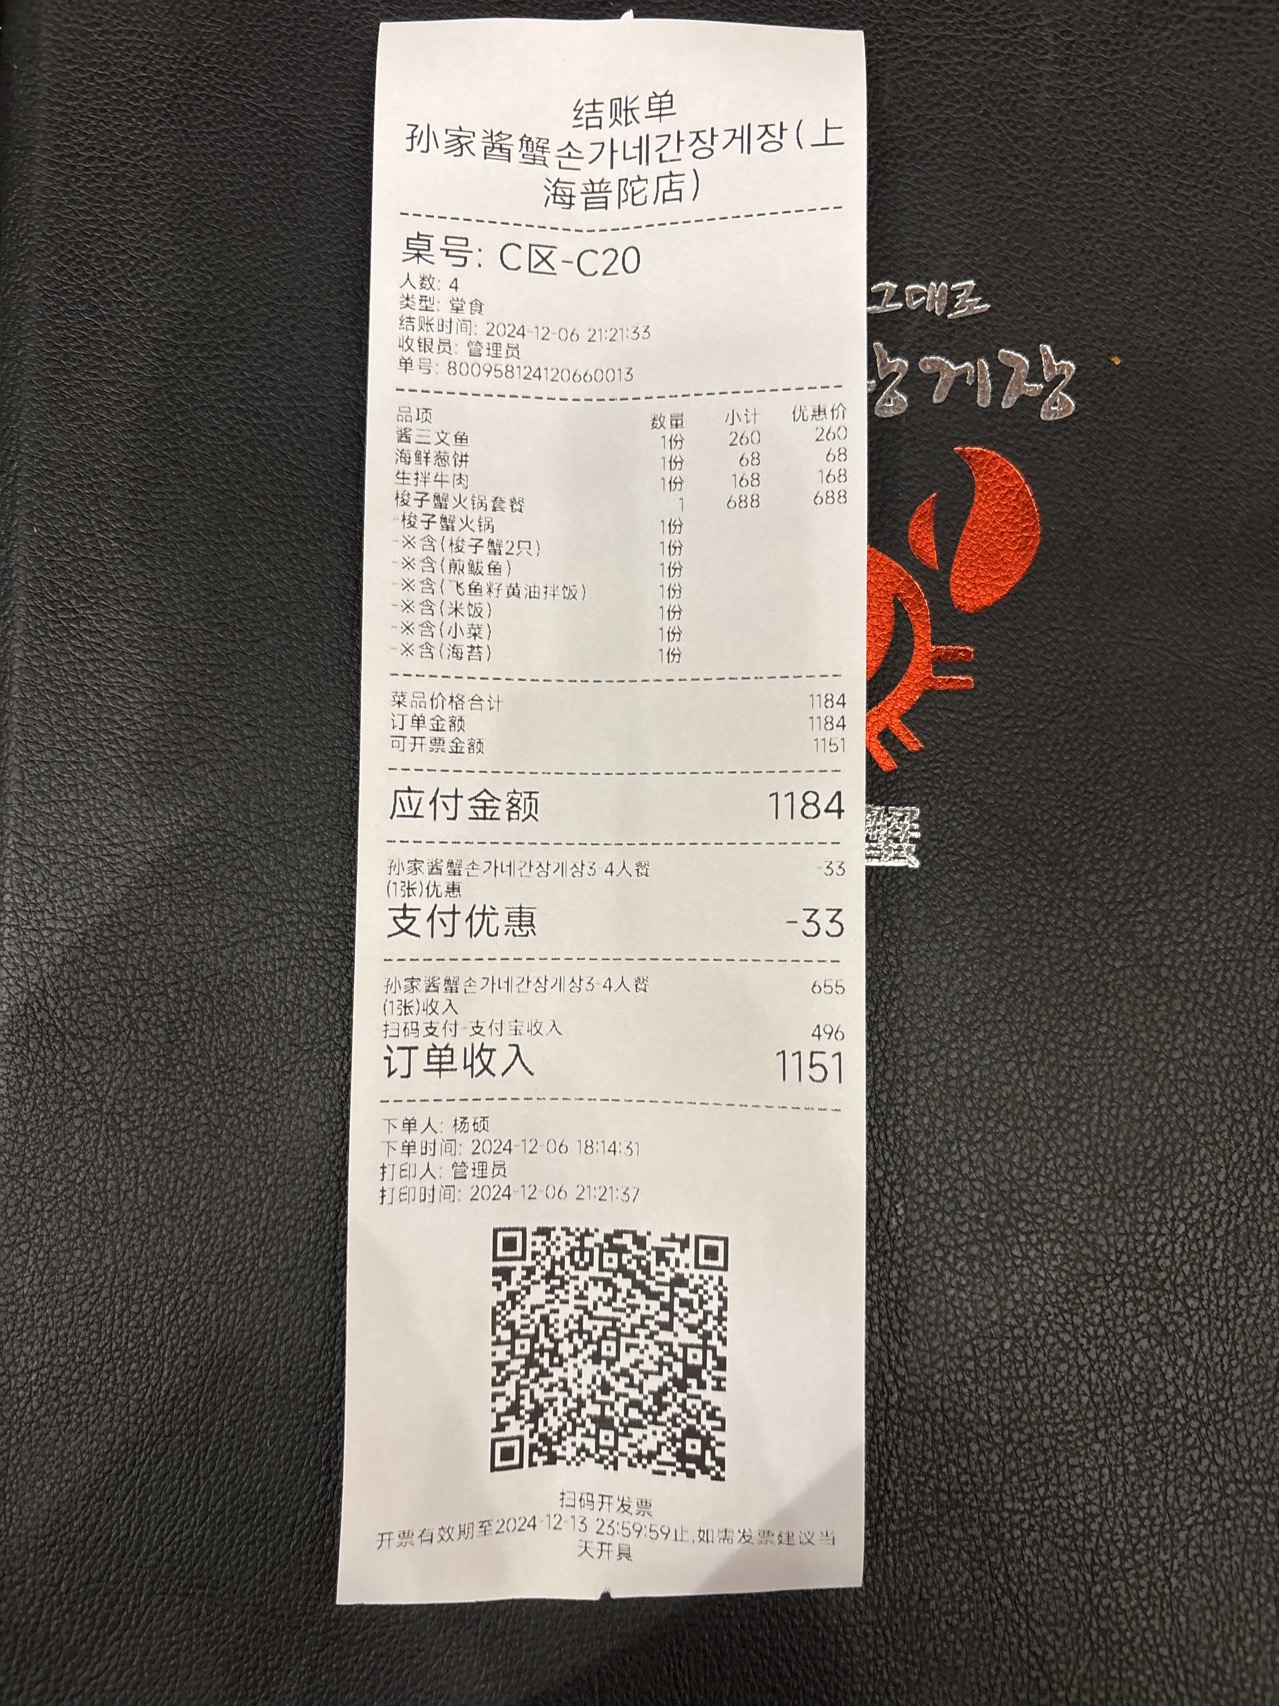 结账单
孙家酱蟹손가네간장게장(上
海普陀店)
桌号: C区-C20
人数: 4
类型: 堂食
结账时间: 2024-12-06 21:21:33
收银员: 管理员
单号: 800958124120660013
品项 数量 小计 优惠价
酱三文鱼 1份 260 260
海鲜葱饼 1份 68 68
生拌牛肉 1份 168 168
梭子蟹火锅套餐 1 688 688
-梭子蟹火锅 1份
-※含(梭子蟹2只) 1份
-※含(煎鲅鱼) 1份
-※含(飞鱼籽黄油拌饭) 1份
-※含(米饭) 1份
-※含(小菜) 1份
-※含(海苔) 1份
菜品价格合计 1184
订单金额 1184
可开票金额 1151
应付金额 1184
孙家酱蟹손가네간장게장3-4人餐 -33
(1张)优惠
支付优惠 -33
孙家酱蟹손가네간장게장3-4人餐 655
(1张)收入
扫码支付-支付宝收入 496
订单收入 1151
下单人: 杨硕
下单时间: 2024-12-06 18:14:31
打印人: 管理员
打印时间: 2024-12-06 21:21:37
扫码开发票
开票有效期至2024-12-13 23:59:59止,如需发票建议当
天开具
그대로
게장